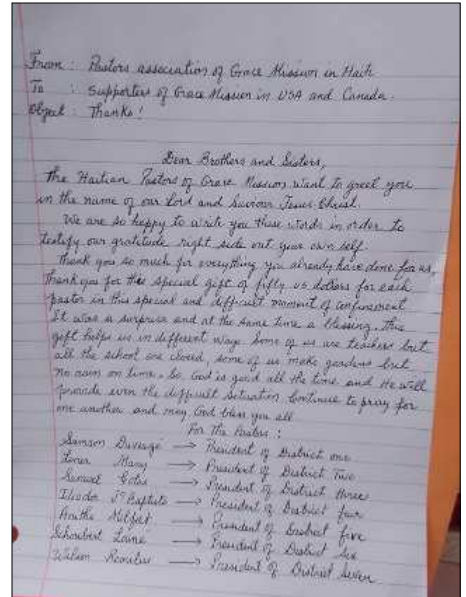 From : Pastors association of Grace Mission in Haiti
To : Supporters of Grace Mission in USA and Canada.
Object : Thanks!
Dear Brothers and Sisters,
The Haitian Pastors of Grace Mission want to greet you
in the name of our Lord and Saviour Jesus Christ.
We are so happy to write you these words in order to
testify our gratitude right side out your own self.
Thank you so much for everything you already have done for us,
Thank you for the special gift of fifty us dollars for each
pastor in this special and difficult moment of confinement
It was a surprise and at the same time a blessing. This
gift helps us in different ways. Some of us are teachers but
all the school are closed, some of us make gardens but
no rain on time. So, God is good all the time and He will
provide even the difficult situation Continue to pray for
one another and may God bless you all
For the Pastors :
Samson → President of District one
→ President of District Two
Samuel → President of District three
Iliodor Jn Baptiste → President of District four
→ President of District five
Schoubert Laine → President of District Six
Wilson → President of District Seven